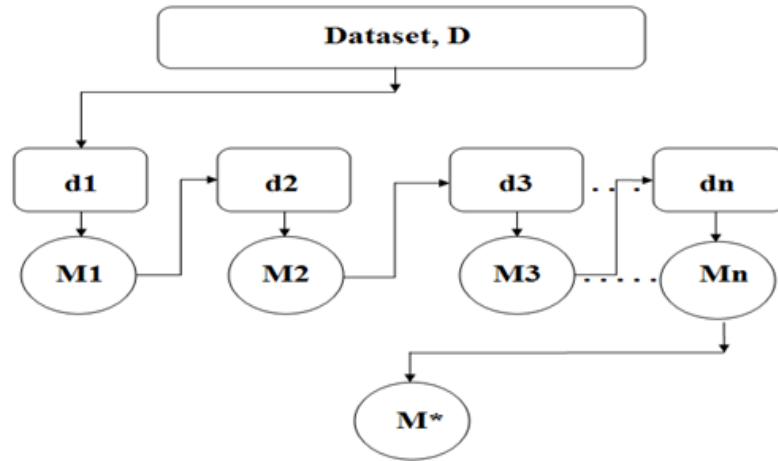 Dataset, D
d1 d2 d3 .... dn
M1 M2 M3 ..... Mn
M*